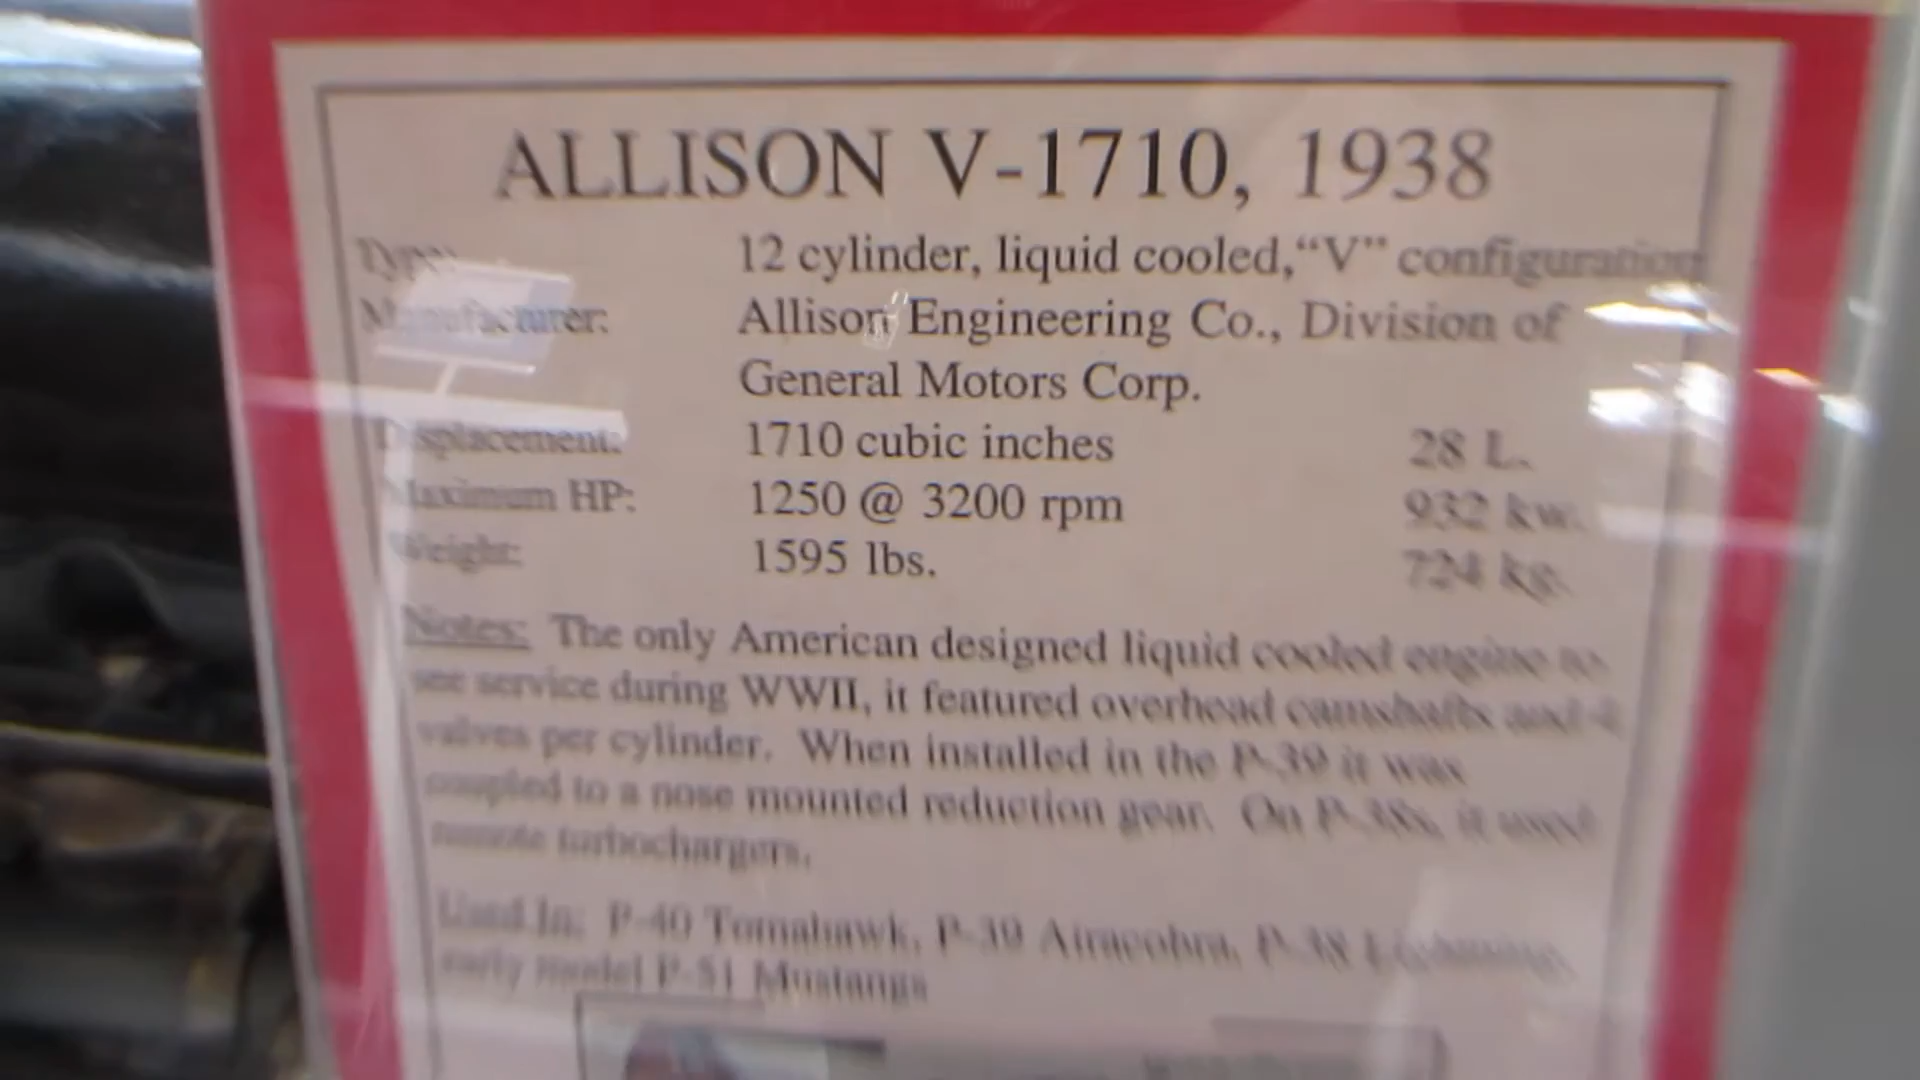 ALLISON V-1710, 1938
Type: 12 cylinder, liquid cooled,“V” configuration
Manufacturer: Allison Engineering Co., Division of
General Motors Corp.
Displacement: 1710 cubic inches 28 L.
Maximum HP: 1250 @ 3200 rpm 932 kw.
Weight: 1595 lbs. 724 kg.
Notes: The only American designed liquid cooled engine to
see service during WWII, it featured overhead camshafts and 4
valves per cylinder. When installed in the P-39 it was
coupled to a nose mounted reduction gear. On P-38s, it used
remote turbochargers.
Used In: P-40 Tomahawk, P-39 Airacobra, P-38 Lightning,
early model P-51 Mustangs